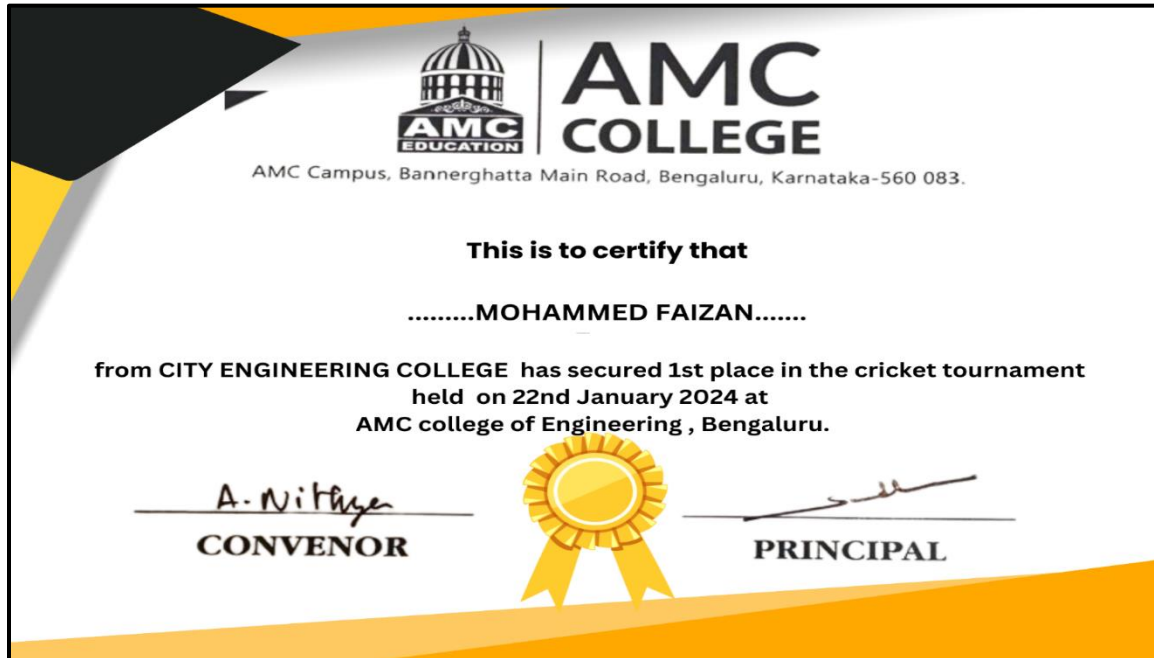 AMC
EDUCATION
AMC
COLLEGE
AMC Campus, Bannerghatta Main Road, Bengaluru, Karnataka-560 083.
This is to certify that
.........MOHAMMED FAIZAN.......
from CITY ENGINEERING COLLEGE has secured 1st place in the cricket tournament
held on 22nd January 2024 at
AMC college of Engineering , Bengaluru.
A. Nithya
CONVENOR
PRINCIPAL